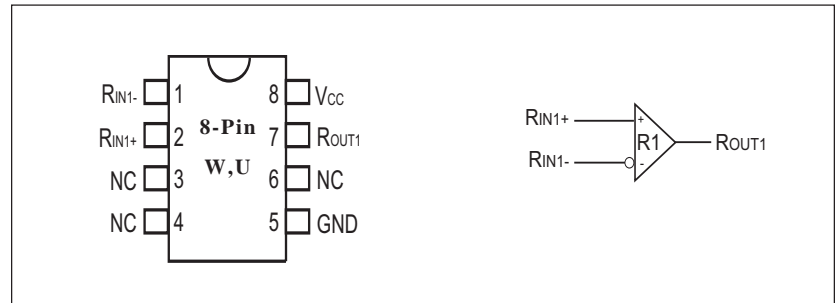 RIN1- 1 8 VCC
RIN1+ 2 8-Pin 7 ROUT1
W,U
NC 3 6 NC
NC 4 5 GND
RIN1+ + R1 ROUT1
RIN1- -